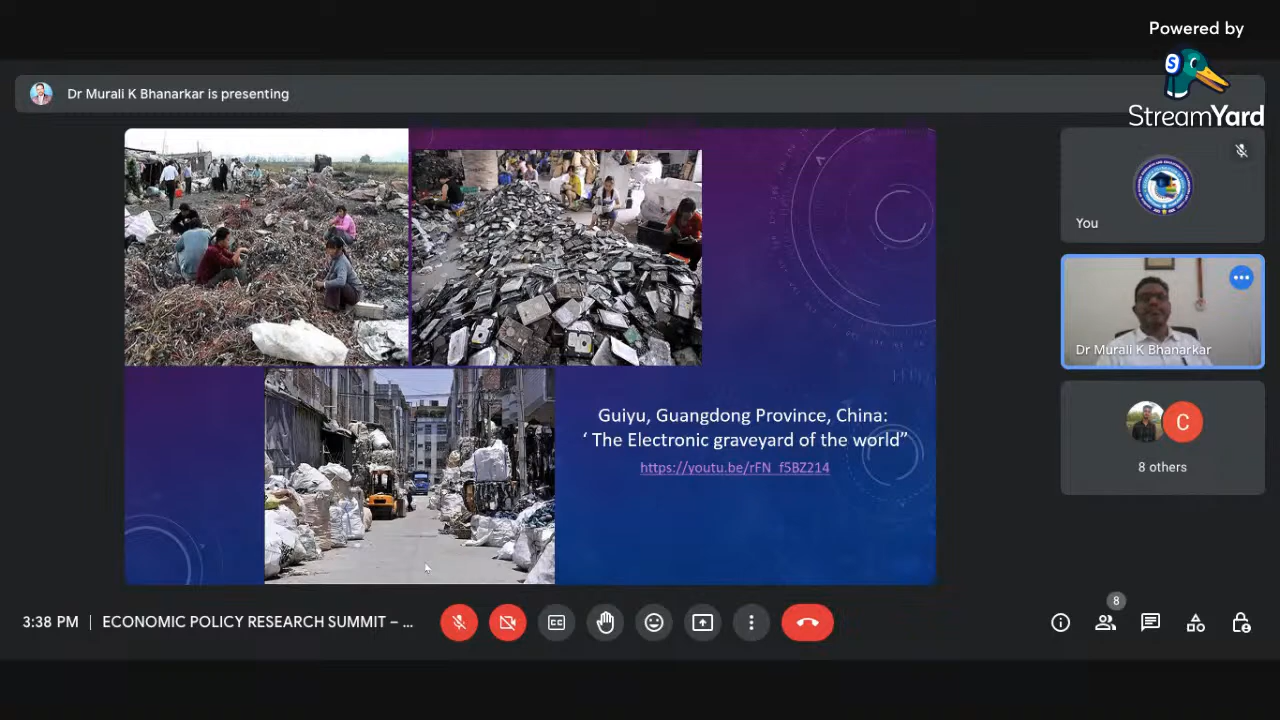 Powered by
StreamYard
Dr Murali K Bhanarkar is presenting
You
Dr Murali K Bhanarkar
Guiyu, Guangdong Province, China:
‘ The Electronic graveyard of the world”
https://youtu.be/rFN_f5BZ214
C
8 others
3:38 PM | ECONOMIC POLICY RESEARCH SUMMIT – ...
CC
8